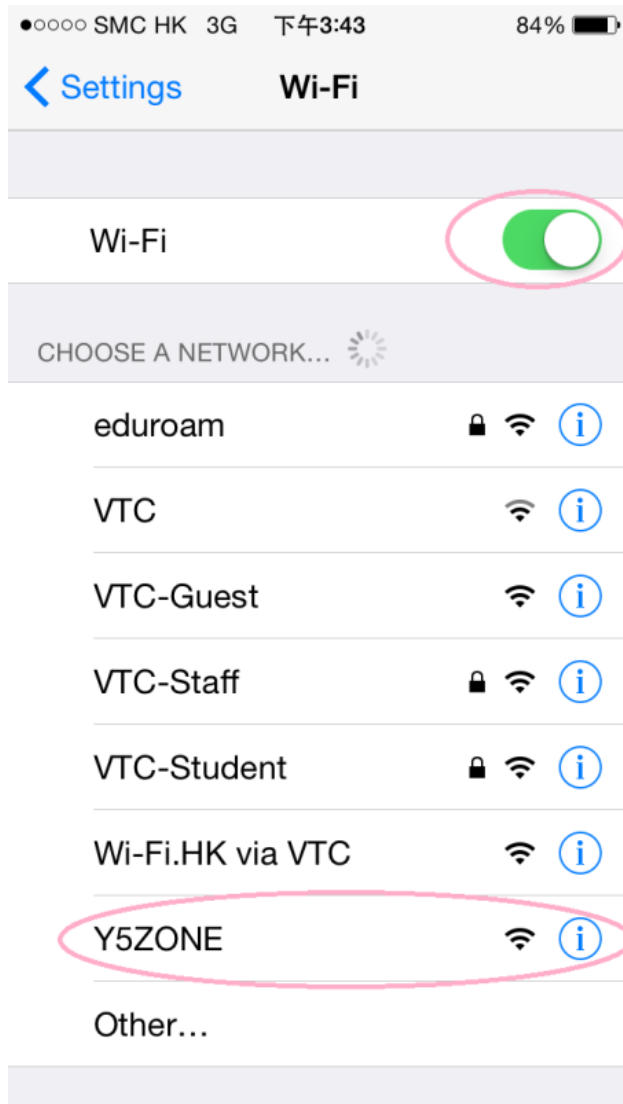 SMC HK 3G 下午3:43 84%
Settings Wi-Fi
Wi-Fi
CHOOSE A NETWORK...
eduroam
VTC
VTC-Guest
VTC-Staff
VTC-Student
Wi-Fi.HK via VTC
Y5ZONE
Other...